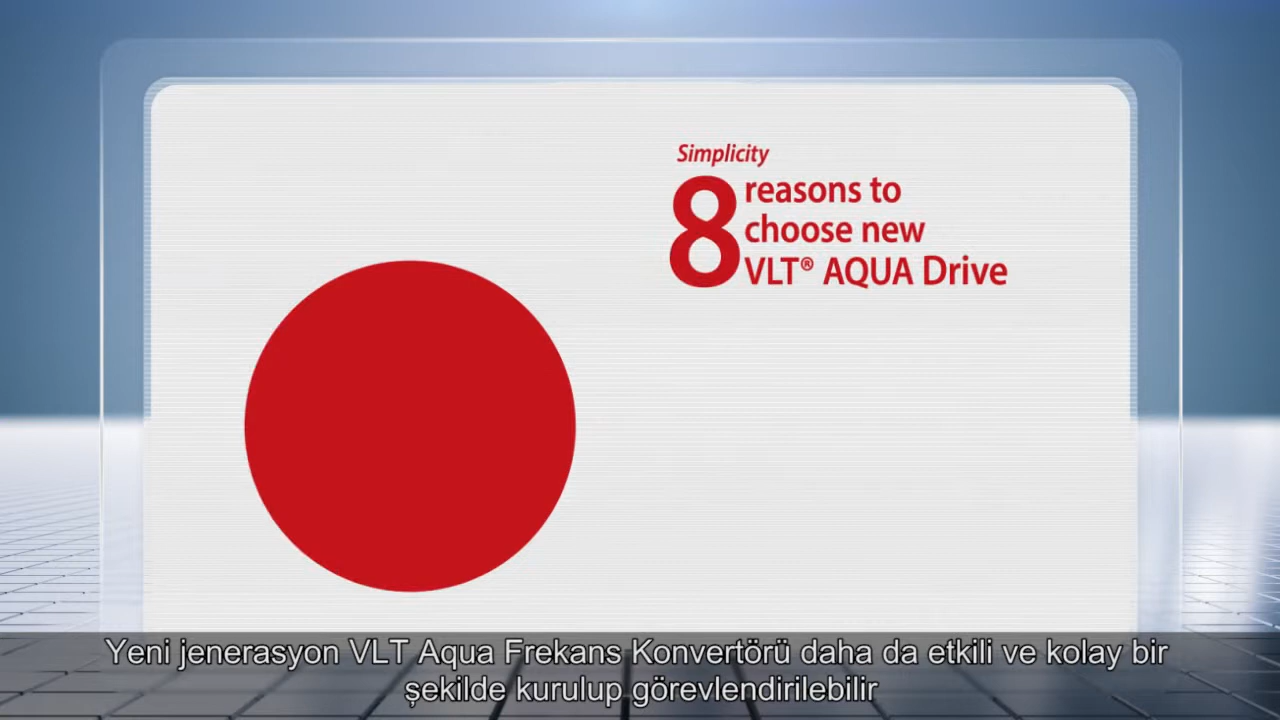 Simplicity
8 reasons to
choose new
VLT® AQUA Drive
Yeni jenerasyon VLT Aqua Frekans Konvertörü daha da etkili ve kolay bir
şekilde kurulup görevlendirilebilir